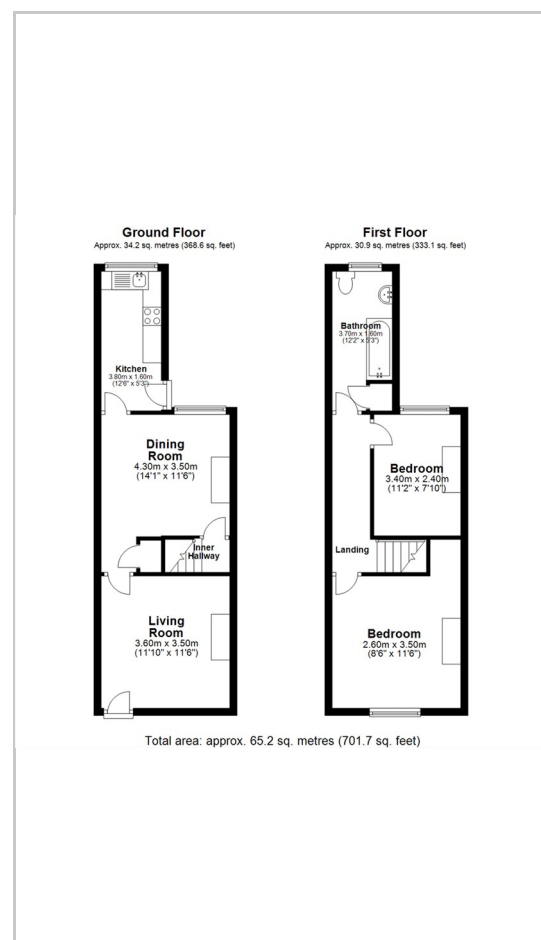 Ground Floor
Approx. 34.2 sq. metres (368.6 sq. feet)
Kitchen
3.80m x 1.60m
(12'6" x 5'3")
Dining
Room
4.30m x 3.50m
(14'1" x 11'6")
Inner
Hallway
Living
Room
3.60m x 3.50m
(11'10" x 11'6")
First Floor
Approx. 30.9 sq. metres (333.1 sq. feet)
Bathroom
3.70m x 1.60m
(12'2" x 5'3")
Bedroom
3.40m x 2.40m
(11'2" x 7'10")
Landing
Bedroom
2.60m x 3.50m
(8'6" x 11'6")
Total area: approx. 65.2 sq. metres (701.7 sq. feet)